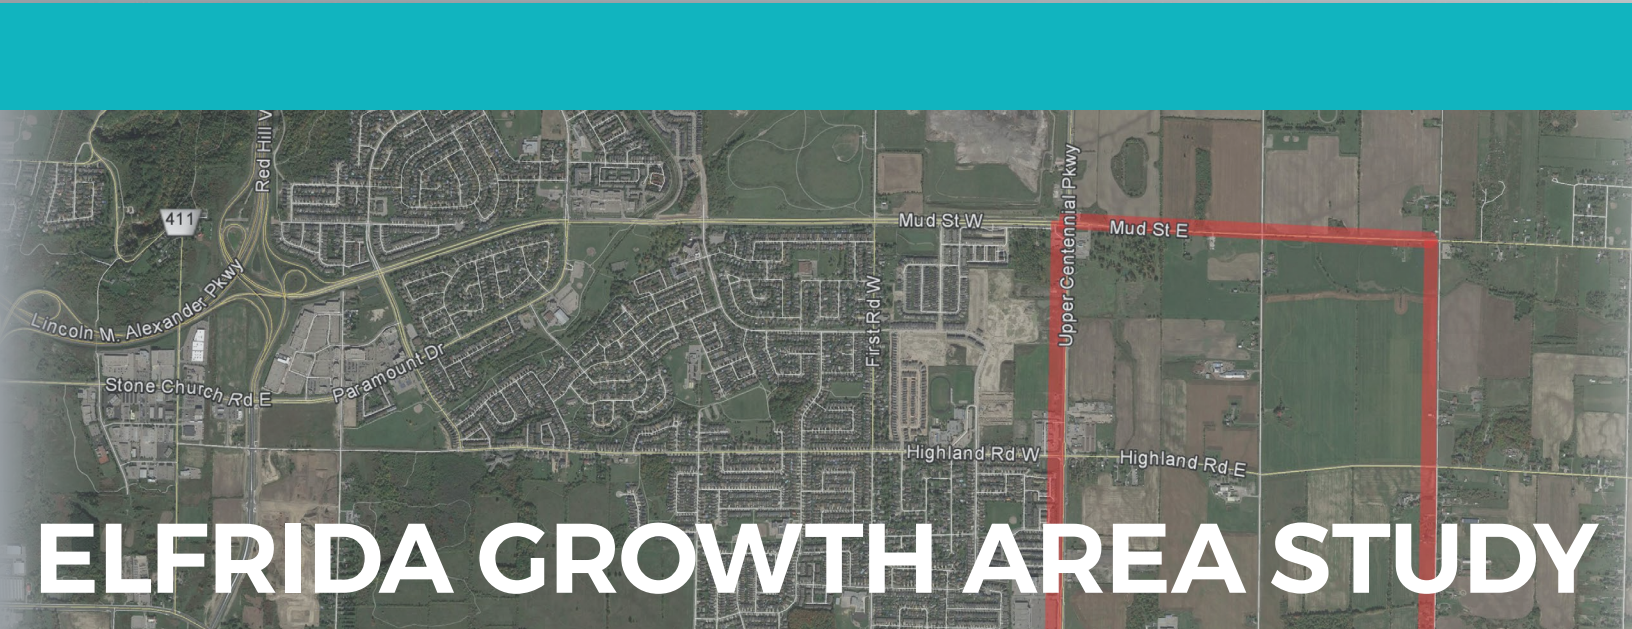 Red Hill V
411
Mud St W
Mud St E
Upper Centennial Pkwy
Lincoln M. Alexander Pkwy
First Rd W
Stone Church Rd E
Paramount Dr
Highland Rd W
Highland Rd E
ELFRIDA GROWTH AREA STUDY